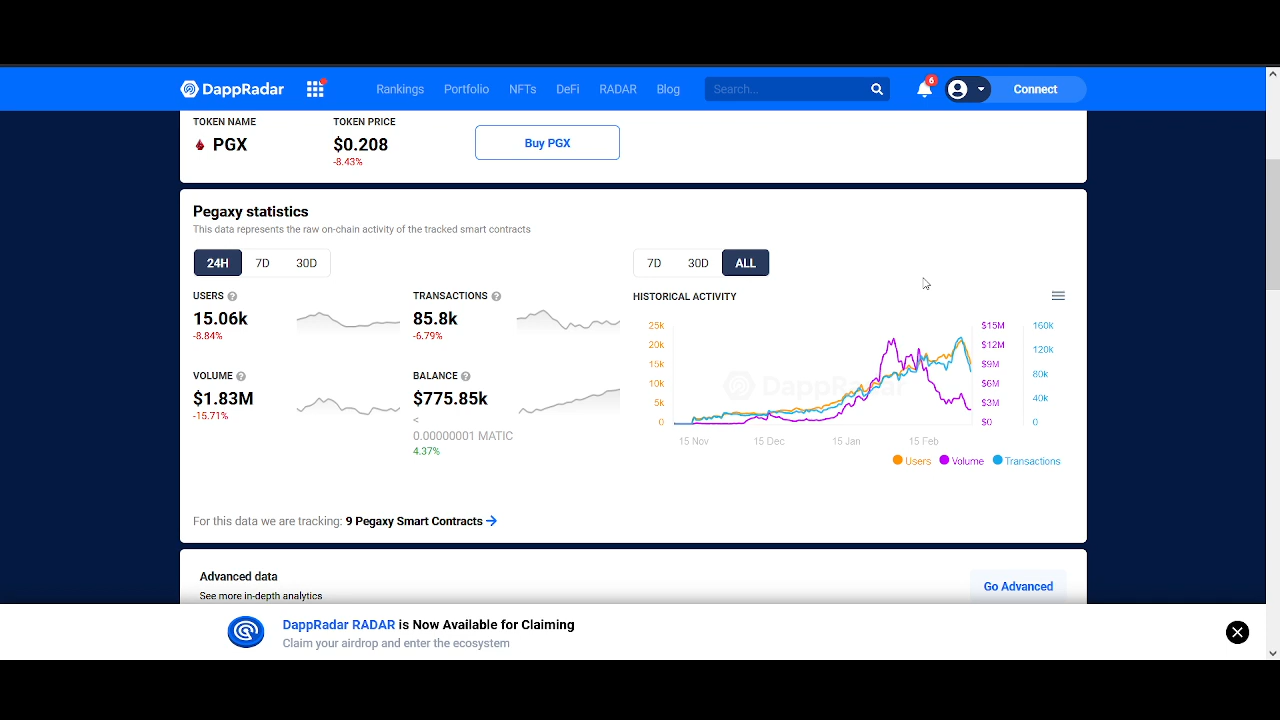 DappRadar
Rankings Portfolio NFTs DeFi RADAR Blog Search... 6 Connect
TOKEN NAME TOKEN PRICE
PGX $0.208 Buy PGX
-8.43%
Pegaxy statistics
This data represents the raw on-chain activity of the tracked smart contracts
24H 7D 30D 7D 30D ALL
USERS ? TRANSACTIONS ? HISTORICAL ACTIVITY
15.06k 85.8k
-8.84% -6.79%
VOLUME ? BALANCE ?
$1.83M $775.85k
-15.71% <
0.00000001 MATIC
4.37%
25k $15M 160k
20k $12M 120k
15k $9M
10k $6M 80k
5k $3M 40k
0 $0 0
DappRadar
15 Nov 15 Dec 15 Jan 15 Feb
Users Volume Transactions
For this data we are tracking: 9 Pegaxy Smart Contracts
Advanced data
See more in-depth analytics
Go Advanced
DappRadar RADAR is Now Available for Claiming
Claim your airdrop and enter the ecosystem